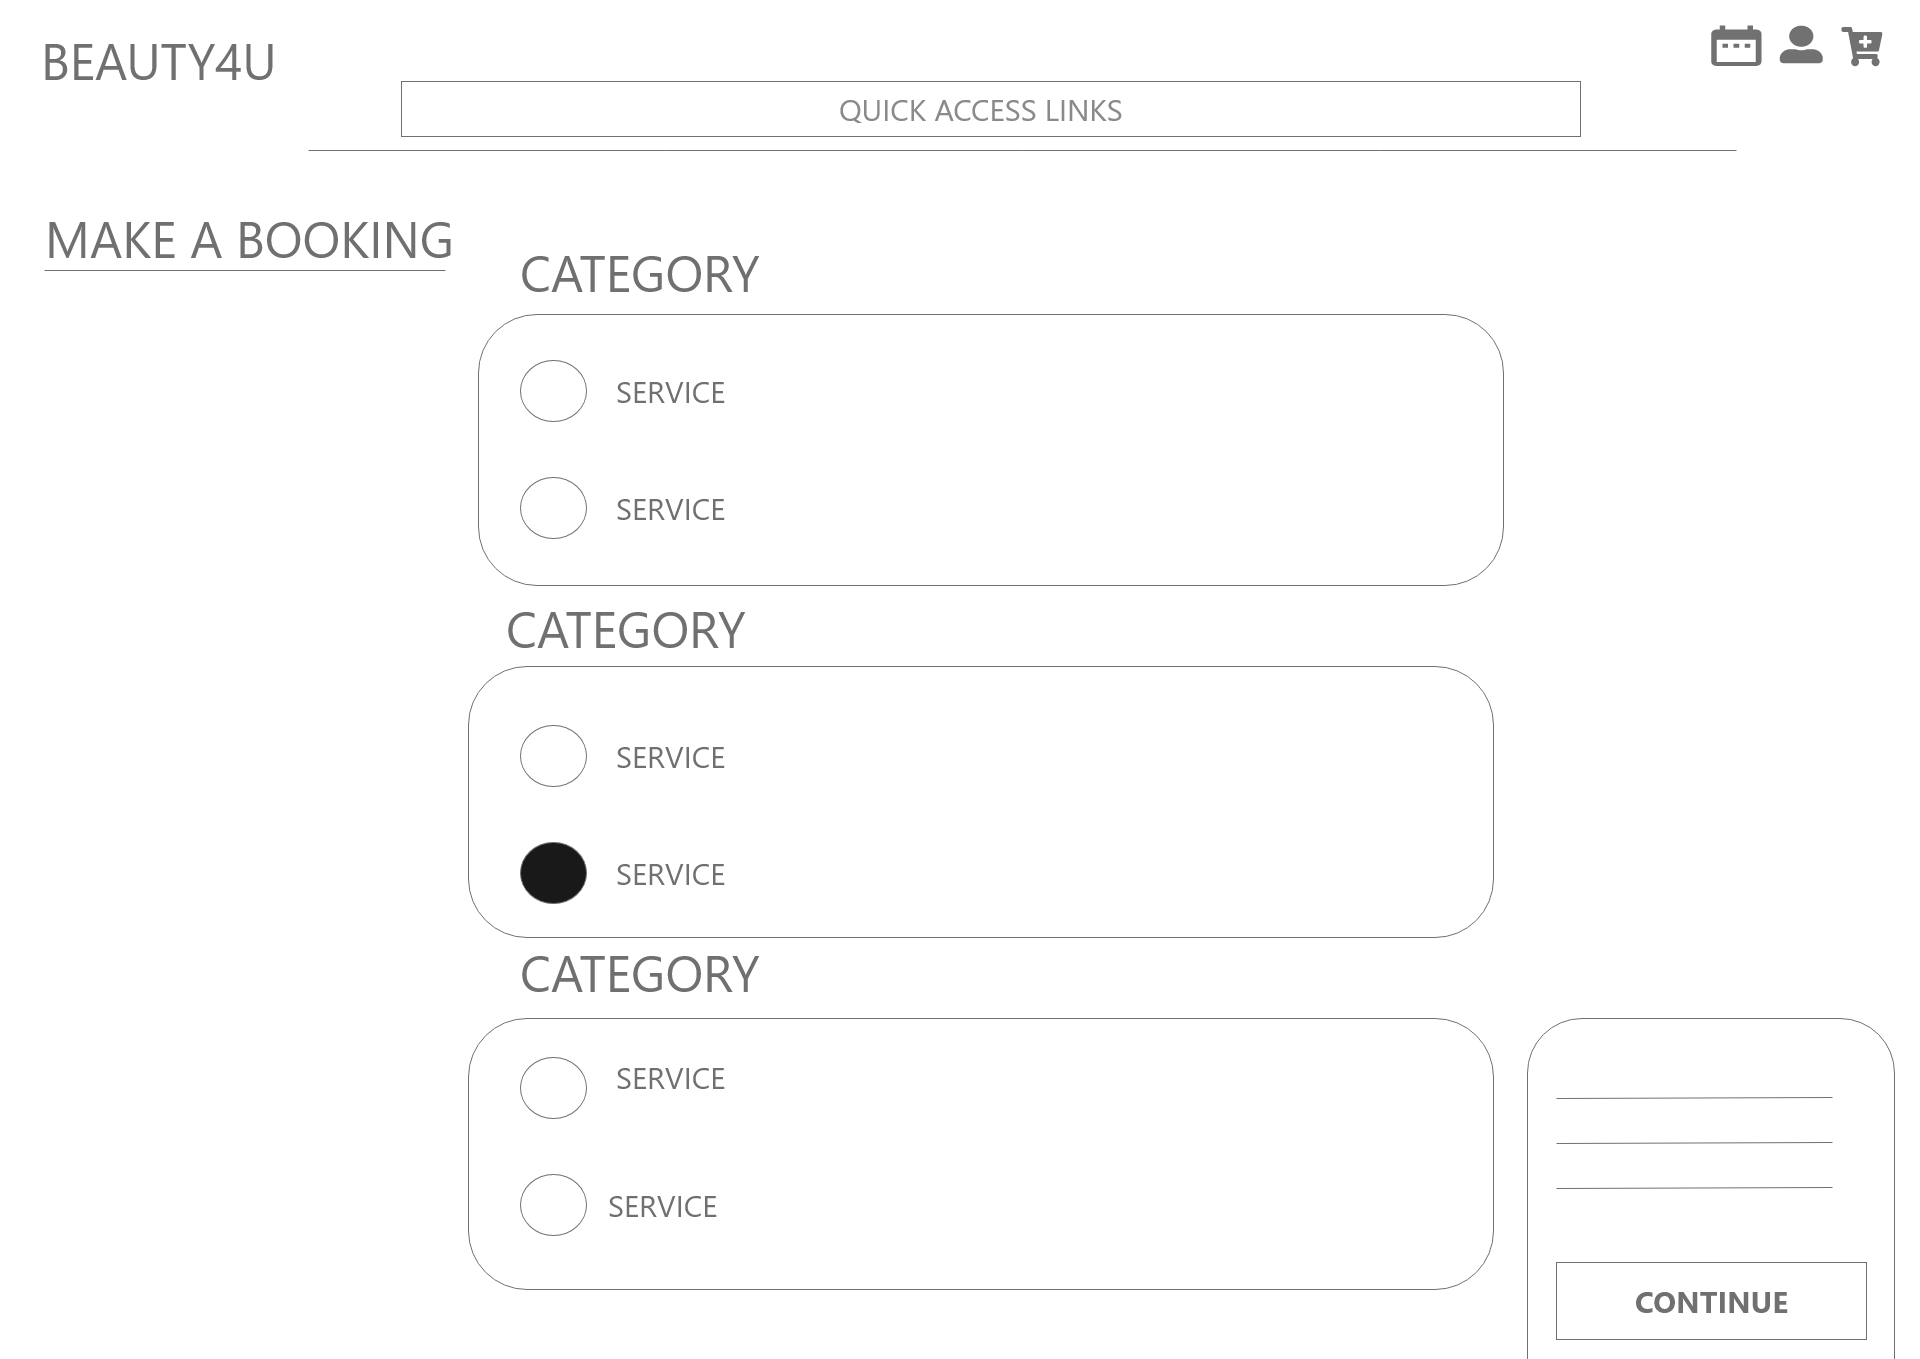 BEAUTY4U
QUICK ACCESS LINKS
MAKE A BOOKING
CATEGORY
SERVICE
SERVICE
CATEGORY
SERVICE
SERVICE
CATEGORY
SERVICE
SERVICE
CONTINUE